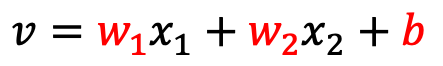 v = w₁x₁ + w₂x₂ + b